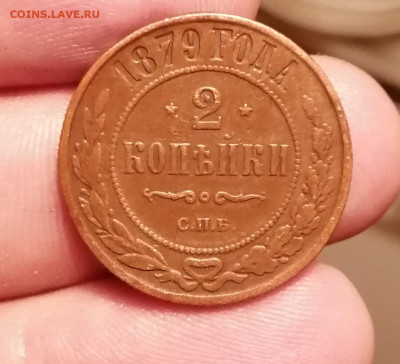 COINS.LAVE.RU
1879 ГОДА
2
КОПѢЙКИ
С.П.Б.